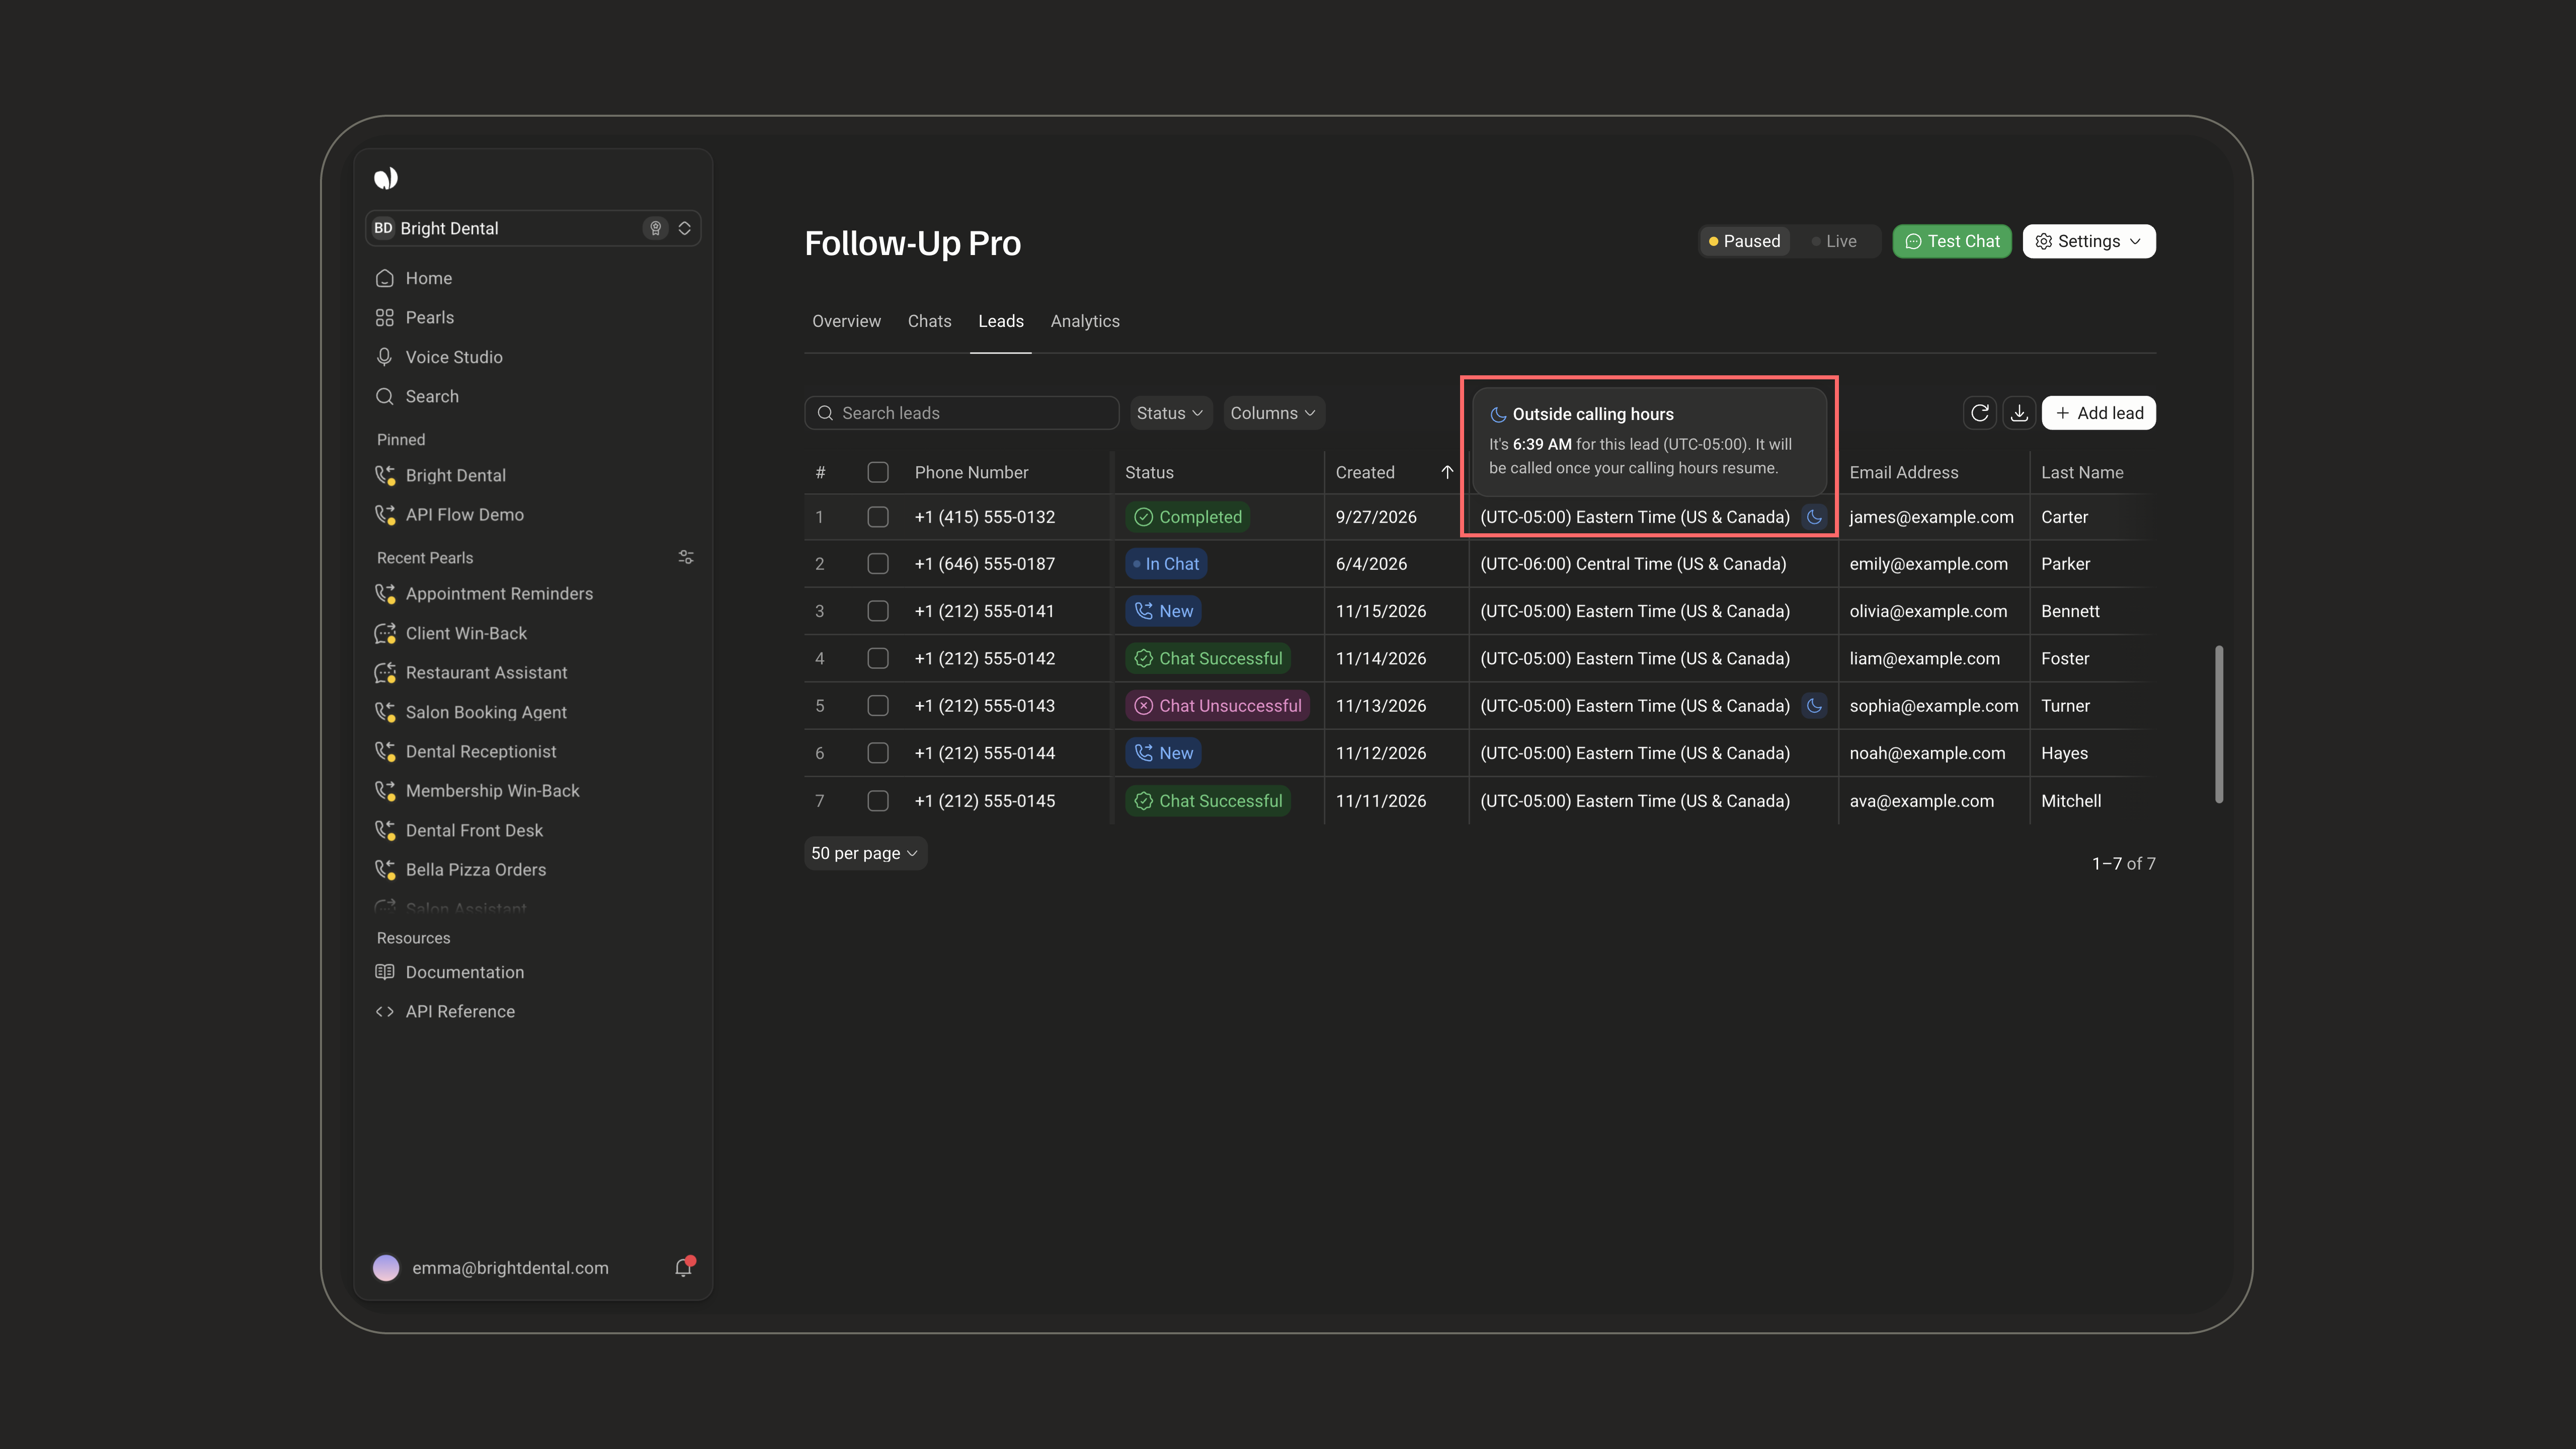 BD Bright Dental
Home
Pearls
Voice Studio
Search
Pinned
Bright Dental
API Flow Demo
Recent Pearls
Appointment Reminders
Client Win-Back
Restaurant Assistant
Salon Booking Agent
Dental Receptionist
Membership Win-Back
Dental Front Desk
Bella Pizza Orders
Salon Assistant
Resources
Documentation
API Reference
emma@brightdental.com
Follow-Up Pro
Paused Live Test Chat Settings
Overview Chats Leads Analytics
Search leads Status Columns Add lead
Outside calling hours
It's 6:39 AM for this lead (UTC-05:00). It will
be called once your calling hours resume.
# Phone Number Status Created Email Address Last Name
1 +1 (415) 555-0132 Completed 9/27/2026 (UTC-05:00) Eastern Time (US & Canada) james@example.com Carter
2 +1 (646) 555-0187 In Chat 6/4/2026 (UTC-06:00) Central Time (US & Canada) emily@example.com Parker
3 +1 (212) 555-0141 New 11/15/2026 (UTC-05:00) Eastern Time (US & Canada) olivia@example.com Bennett
4 +1 (212) 555-0142 Chat Successful 11/14/2026 (UTC-05:00) Eastern Time (US & Canada) liam@example.com Foster
5 +1 (212) 555-0143 Chat Unsuccessful 11/13/2026 (UTC-05:00) Eastern Time (US & Canada) sophia@example.com Turner
6 +1 (212) 555-0144 New 11/12/2026 (UTC-05:00) Eastern Time (US & Canada) noah@example.com Hayes
7 +1 (212) 555-0145 Chat Successful 11/11/2026 (UTC-05:00) Eastern Time (US & Canada) ava@example.com Mitchell
50 per page
1–7 of 7